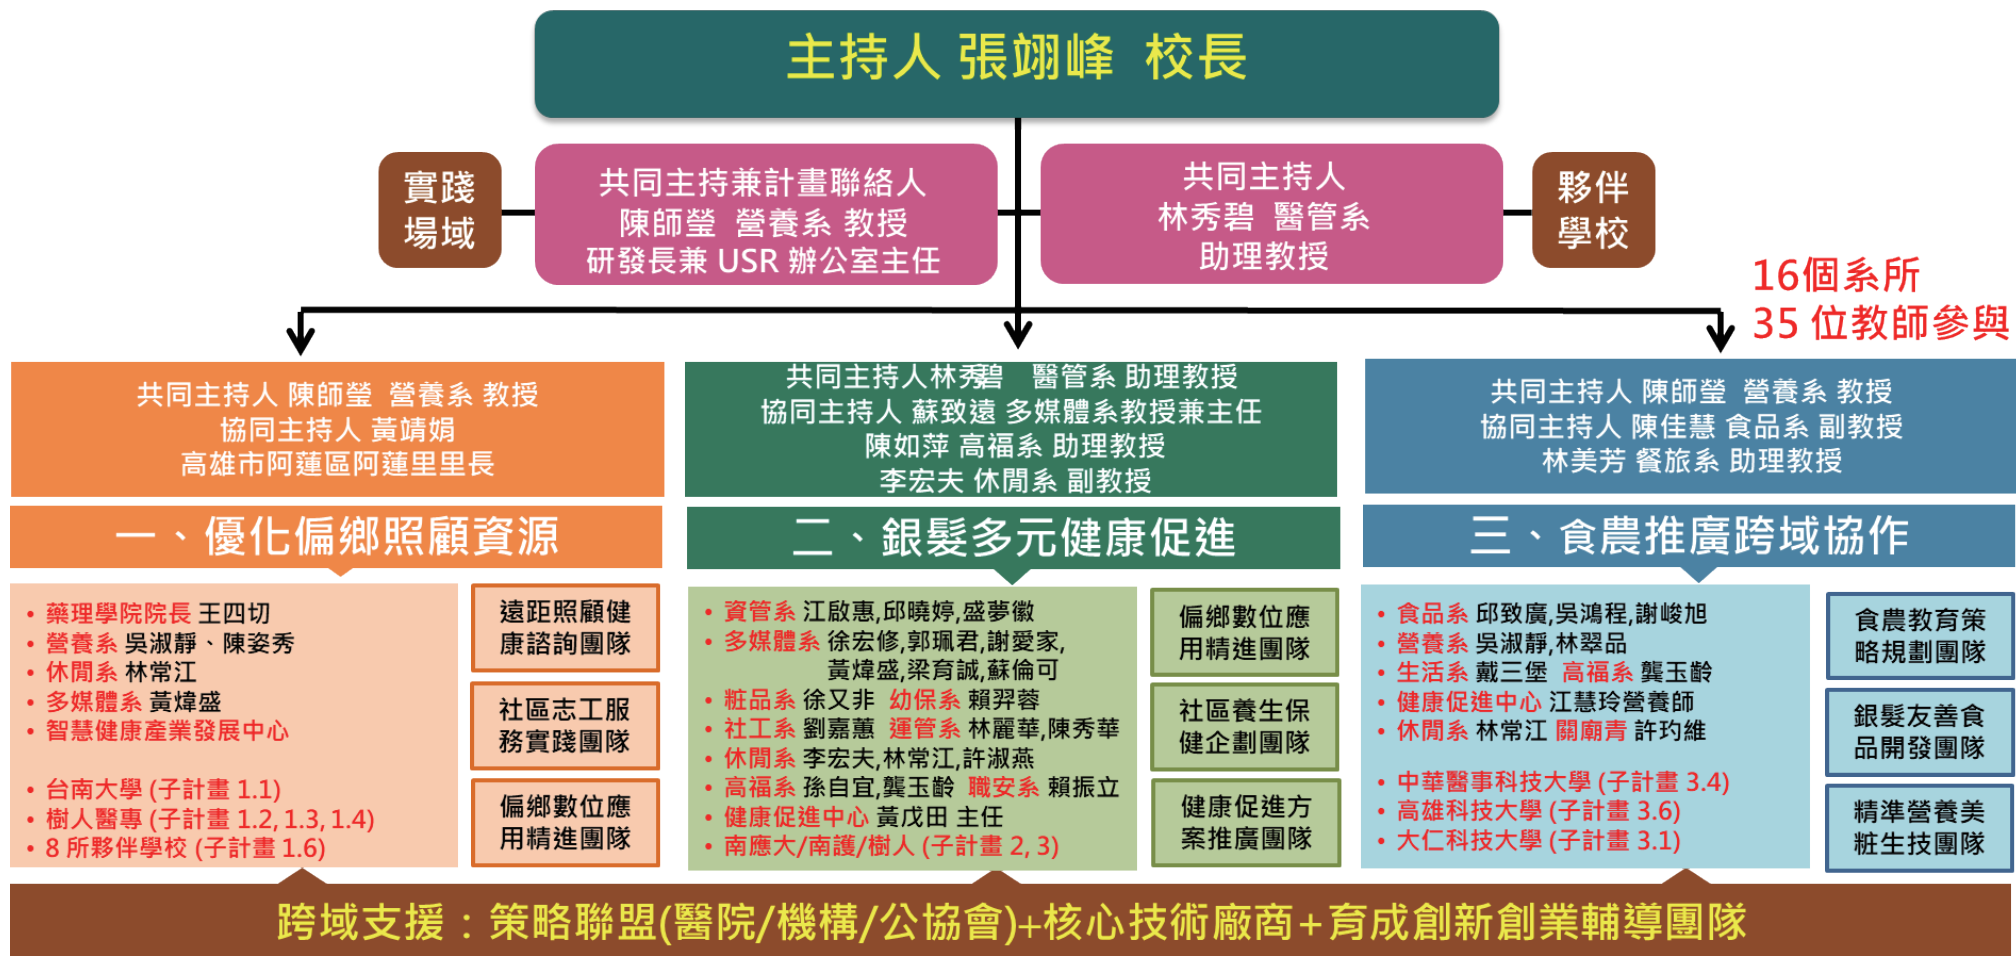 主持人 張翊峰 校長
實踐
場域
共同主持兼計畫聯絡人
陳師瑩 營養系 教授
研發長兼 USR 辦公室主任
共同主持人
林秀碧 醫管系
助理教授
夥伴
學校
16個系所
35 位教師參與
共同主持人 陳師瑩 營養系 教授
協同主持人 黃靖娟
高雄市阿蓮區阿蓮里里長
一、優化偏鄉照顧資源
• 藥理學院院長 王四切
• 營養系 吳淑靜、陳姿秀
• 休閒系 林常江
• 多媒體系 黃煒盛
• 智慧健康產業發展中心
• 台南大學 (子計畫 1.1)
• 樹人醫專 (子計畫 1.2, 1.3, 1.4)
• 8 所夥伴學校 (子計畫 1.6)
遠距照顧健
康諮詢團隊
社區志工服
務實踐團隊
偏鄉數位應
用精進團隊
共同主持人林秀碧 醫管系 助理教授
協同主持人 蘇致遠 多媒體系教授兼主任
陳如萍 高福系 助理教授
李宏夫 休閒系 副教授
二、銀髮多元健康促進
• 資管系 江啟惠,邱曉婷,盛夢徽
• 多媒體系 徐宏修,郭珮君,謝愛家,
黃煒盛,梁育誠,蘇倫可
• 粧品系 徐又非 幼保系 賴羿蓉
• 社工系 劉嘉蕙 運管系 林麗華,陳秀華
• 休閒系 李宏夫,林常江,許淑燕
• 高福系 孫自宜,龔玉齡 職安系 賴振立
• 健康促進中心 黃戊田 主任
• 南應大/南護/樹人 (子計畫 2, 3)
偏鄉數位應
用精進團隊
社區養生保
健企劃團隊
健康促進方
案推廣團隊
共同主持人 陳師瑩 營養系 教授
協同主持人 陳佳慧 食品系 副教授
林美芳 餐旅系 助理教授
三、食農推廣跨域協作
• 食品系 邱致廣,吳鴻程,謝峻旭
• 營養系 吳淑靜,林翠品
• 生活系 戴三堡 高福系 龔玉齡
• 健康促進中心 江慧玲營養師
• 休閒系 林常江 關廟青 許玓維
• 中華醫事科技大學 (子計畫 3.4)
• 高雄科技大學 (子計畫 3.6)
• 大仁科技大學 (子計畫 3.1)
食農教育策
略規劃團隊
銀髮友善食
品開發團隊
精準營養美
粧生技團隊
跨域支援：策略聯盟(醫院/機構/公協會)+核心技術廠商+育成創新創業輔導團隊